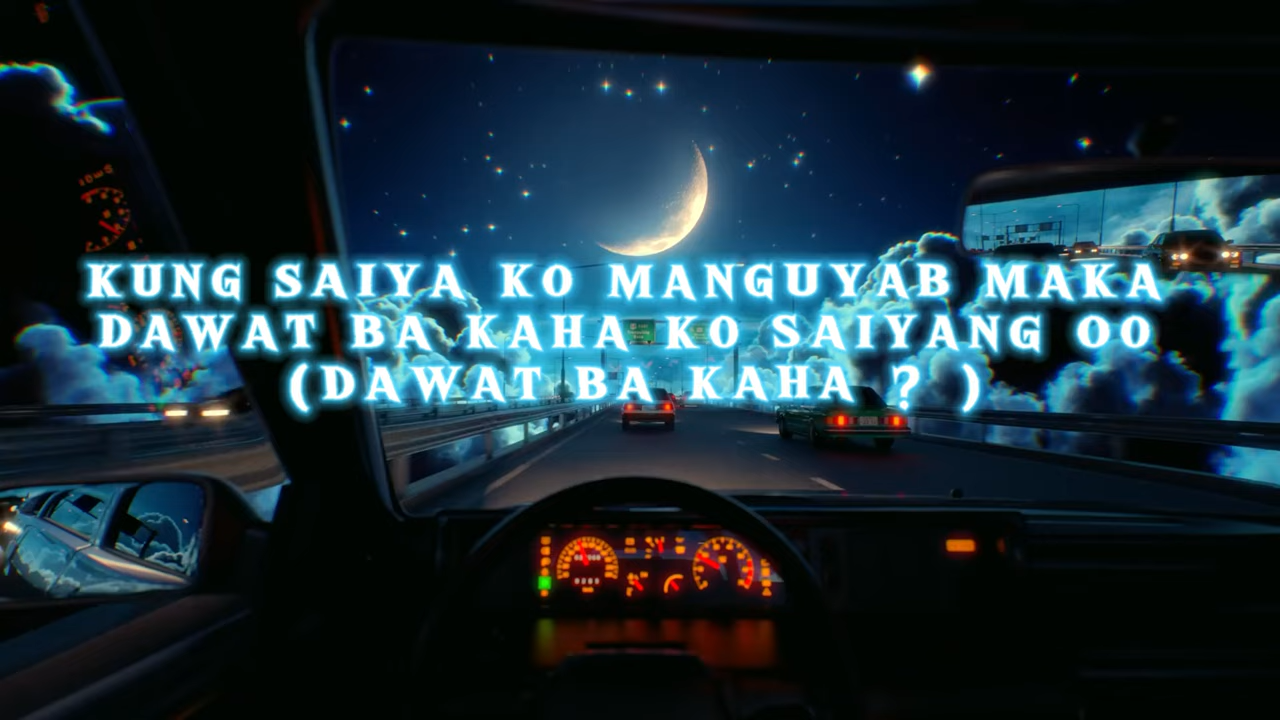 KUNG SAIYA KO MANGUYAB MAKA
DAWAT BA KAHA KO SAIYANG OO
(DAWAT BA KAHA ? )